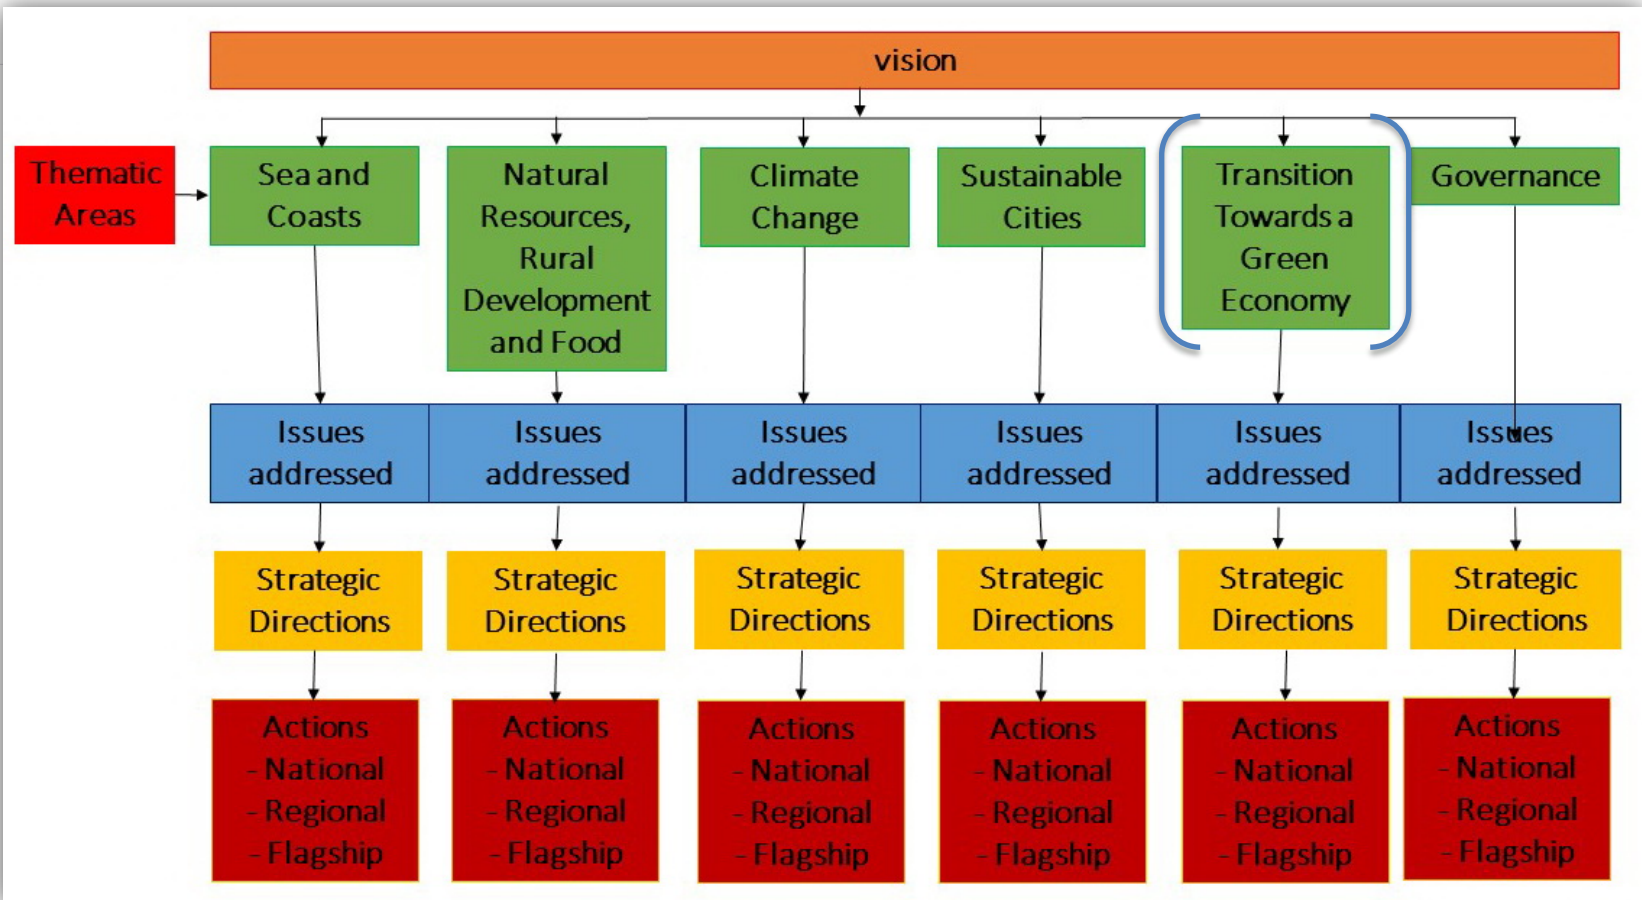 vision
Thematic
Areas
Sea and
Coasts
Natural
Resources,
Rural
Development
and Food
Climate
Change
Sustainable
Cities
Transition
Towards a
Green
Economy
Governance
Issues
addressed
Issues
addressed
Issues
addressed
Issues
addressed
Issues
addressed
Issues
addressed
Strategic
Directions
Strategic
Directions
Strategic
Directions
Strategic
Directions
Strategic
Directions
Strategic
Directions
Actions
- National
- Regional
- Flagship
Actions
- National
- Regional
- Flagship
Actions
- National
- Regional
- Flagship
Actions
- National
- Regional
- Flagship
Actions
- National
- Regional
- Flagship
Actions
- National
- Regional
- Flagship